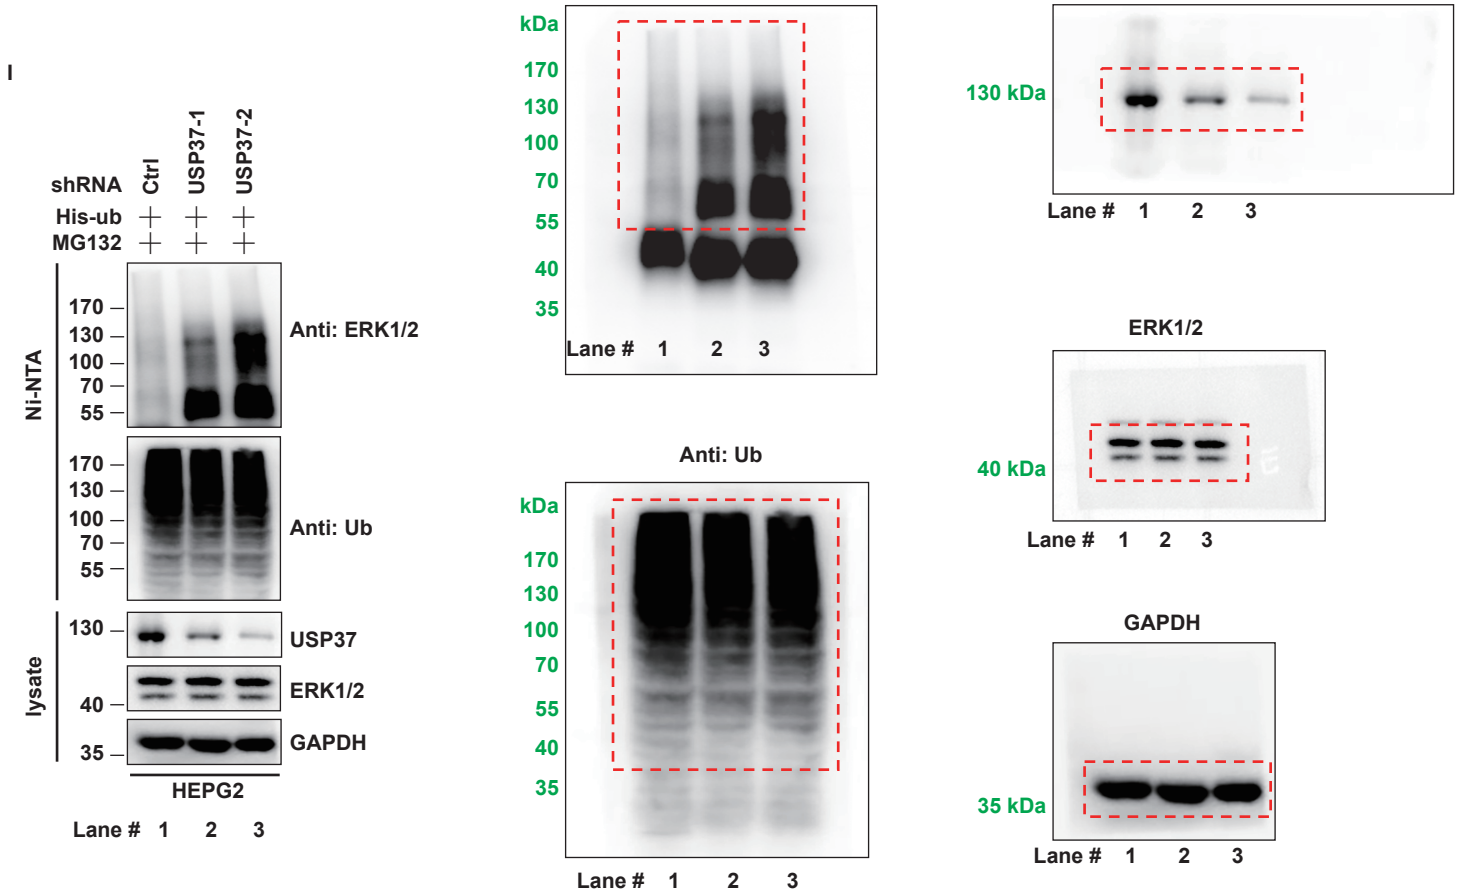 I
shRNA Ctrl USP37-1 USP37-2
His-ub + + +
MG132 + + +
Ni-NTA
170
130
100
70
55
Anti: ERK1/2
170
130
100
70
55
Anti: Ub
lysate
130
USP37
ERK1/2
40
GAPDH
35
HEPG2
Lane # 1 2 3
kDa
170
130
100
70
55
40
35
Lane # 1 2 3
Anti: Ub
kDa
170
130
100
70
55
40
35
Lane # 1 2 3
130 kDa
Lane # 1 2 3
ERK1/2
40 kDa
Lane # 1 2 3
GAPDH
35 kDa
Lane # 1 2 3